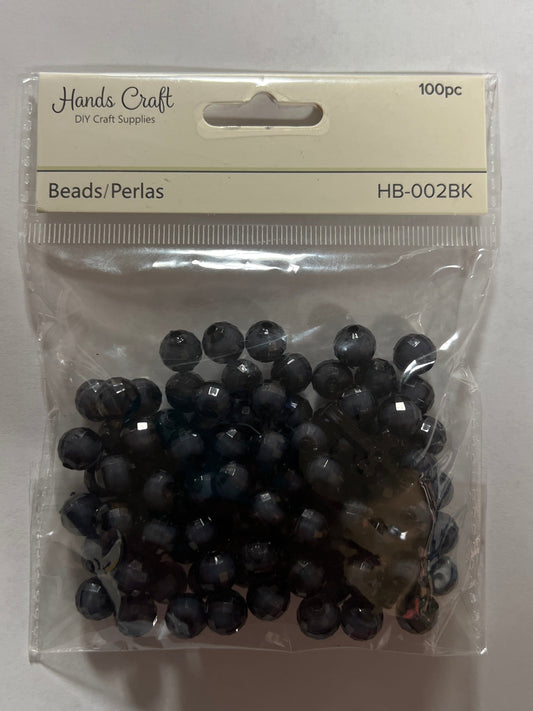 Hands Craft
DIY Craft Supplies
100pc
Beads/Perlas
HB-002BK